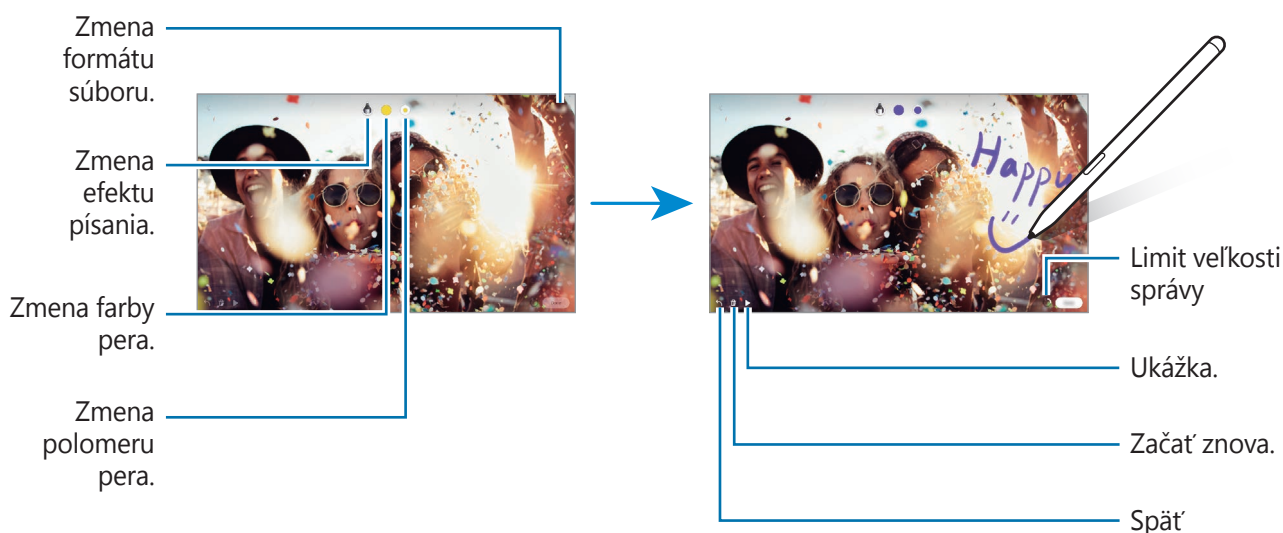 Zmena
formátu
súboru.
Zmena
efektu
písania.
Zmena farby
pera.
Zmena
polomeru
pera.
Happy
Limit veľkosti
správy
Ukážka.
Začať znova.
Späť